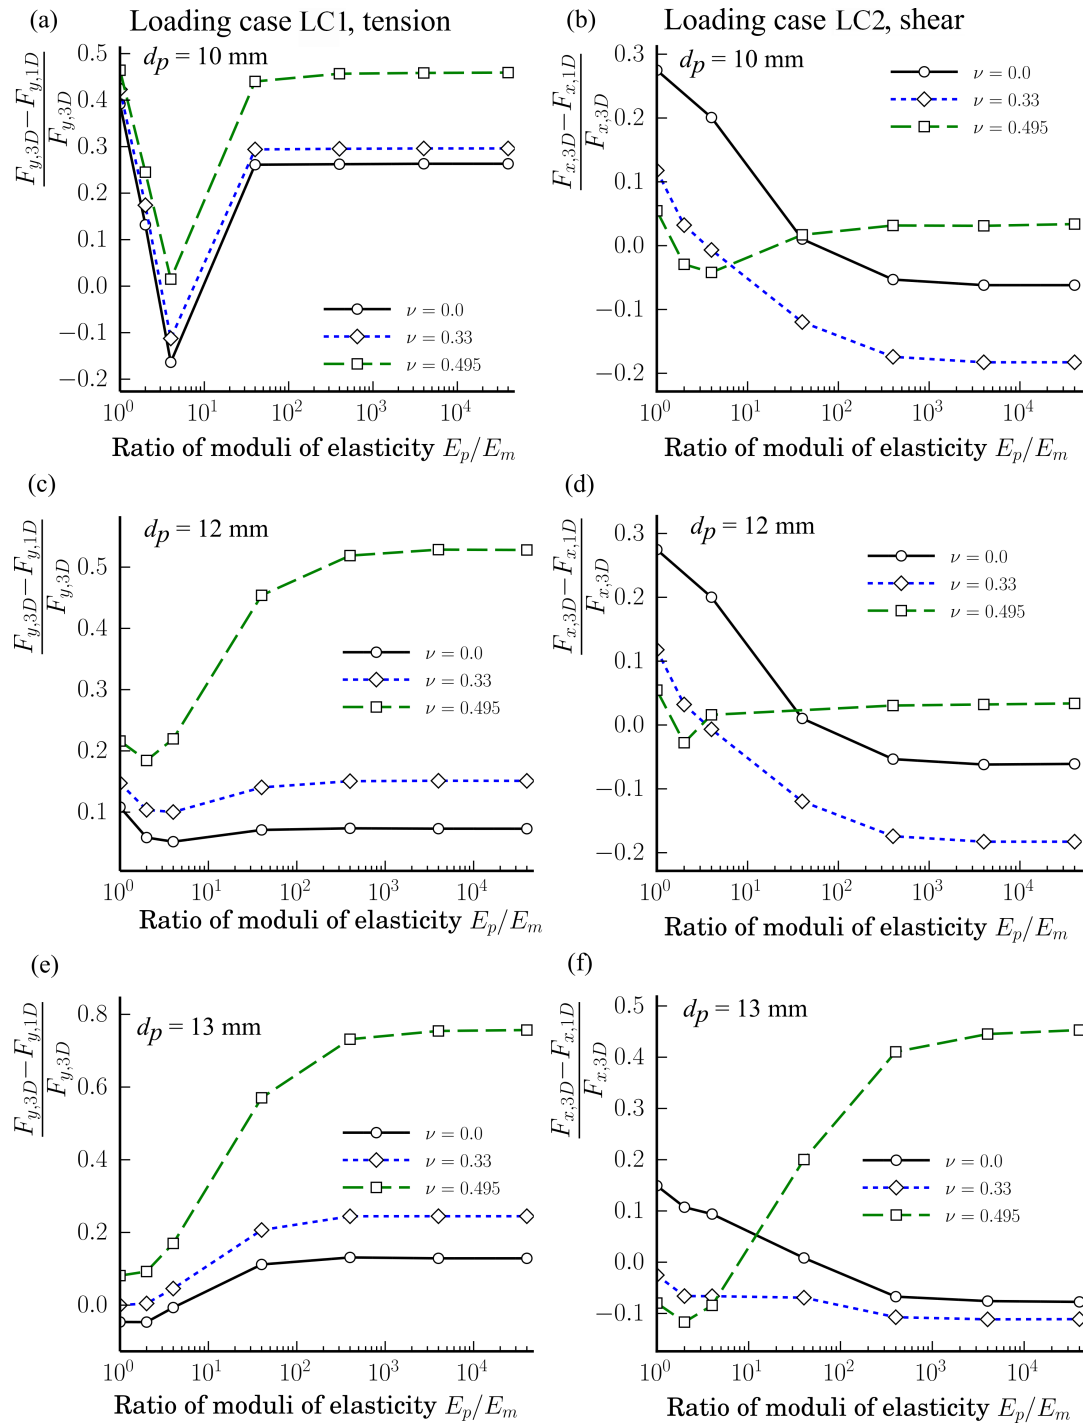 (a)
Loading case LC1, tension
(b)
Loading case LC2, shear
F_{y,3D} − F_{y,1D}
F_{y,3D}
d_p = 10 mm
0.5
0.4
0.3
0.2
0.1
0.0
−0.1
−0.2
ν = 0.0
ν = 0.33
ν = 0.495
10^0 10^1 10^2 10^3 10^4
Ratio of moduli of elasticity E_p/E_m
F_{x,3D} − F_{x,1D}
F_{x,3D}
d_p = 10 mm
0.3
0.2
0.1
0.0
−0.1
−0.2
ν = 0.0
ν = 0.33
ν = 0.495
10^0 10^1 10^2 10^3 10^4
Ratio of moduli of elasticity E_p/E_m
(c)
F_{y,3D} − F_{y,1D}
F_{y,3D}
d_p = 12 mm
0.5
0.4
0.3
0.2
0.1
ν = 0.0
ν = 0.33
ν = 0.495
10^0 10^1 10^2 10^3 10^4
Ratio of moduli of elasticity E_p/E_m
(d)
F_{x,3D} − F_{x,1D}
F_{x,3D}
d_p = 12 mm
0.3
0.2
0.1
0.0
−0.1
−0.2
ν = 0.0
ν = 0.33
ν = 0.495
10^0 10^1 10^2 10^3 10^4
Ratio of moduli of elasticity E_p/E_m
(e)
F_{y,3D} − F_{y,1D}
F_{y,3D}
d_p = 13 mm
0.8
0.6
0.4
0.2
0.0
ν = 0.0
ν = 0.33
ν = 0.495
10^0 10^1 10^2 10^3 10^4
Ratio of moduli of elasticity E_p/E_m
(f)
F_{x,3D} − F_{x,1D}
F_{x,3D}
d_p = 13 mm
0.5
0.4
0.3
0.2
0.1
0.0
−0.1
ν = 0.0
ν = 0.33
ν = 0.495
10^0 10^1 10^2 10^3 10^4
Ratio of moduli of elasticity E_p/E_m